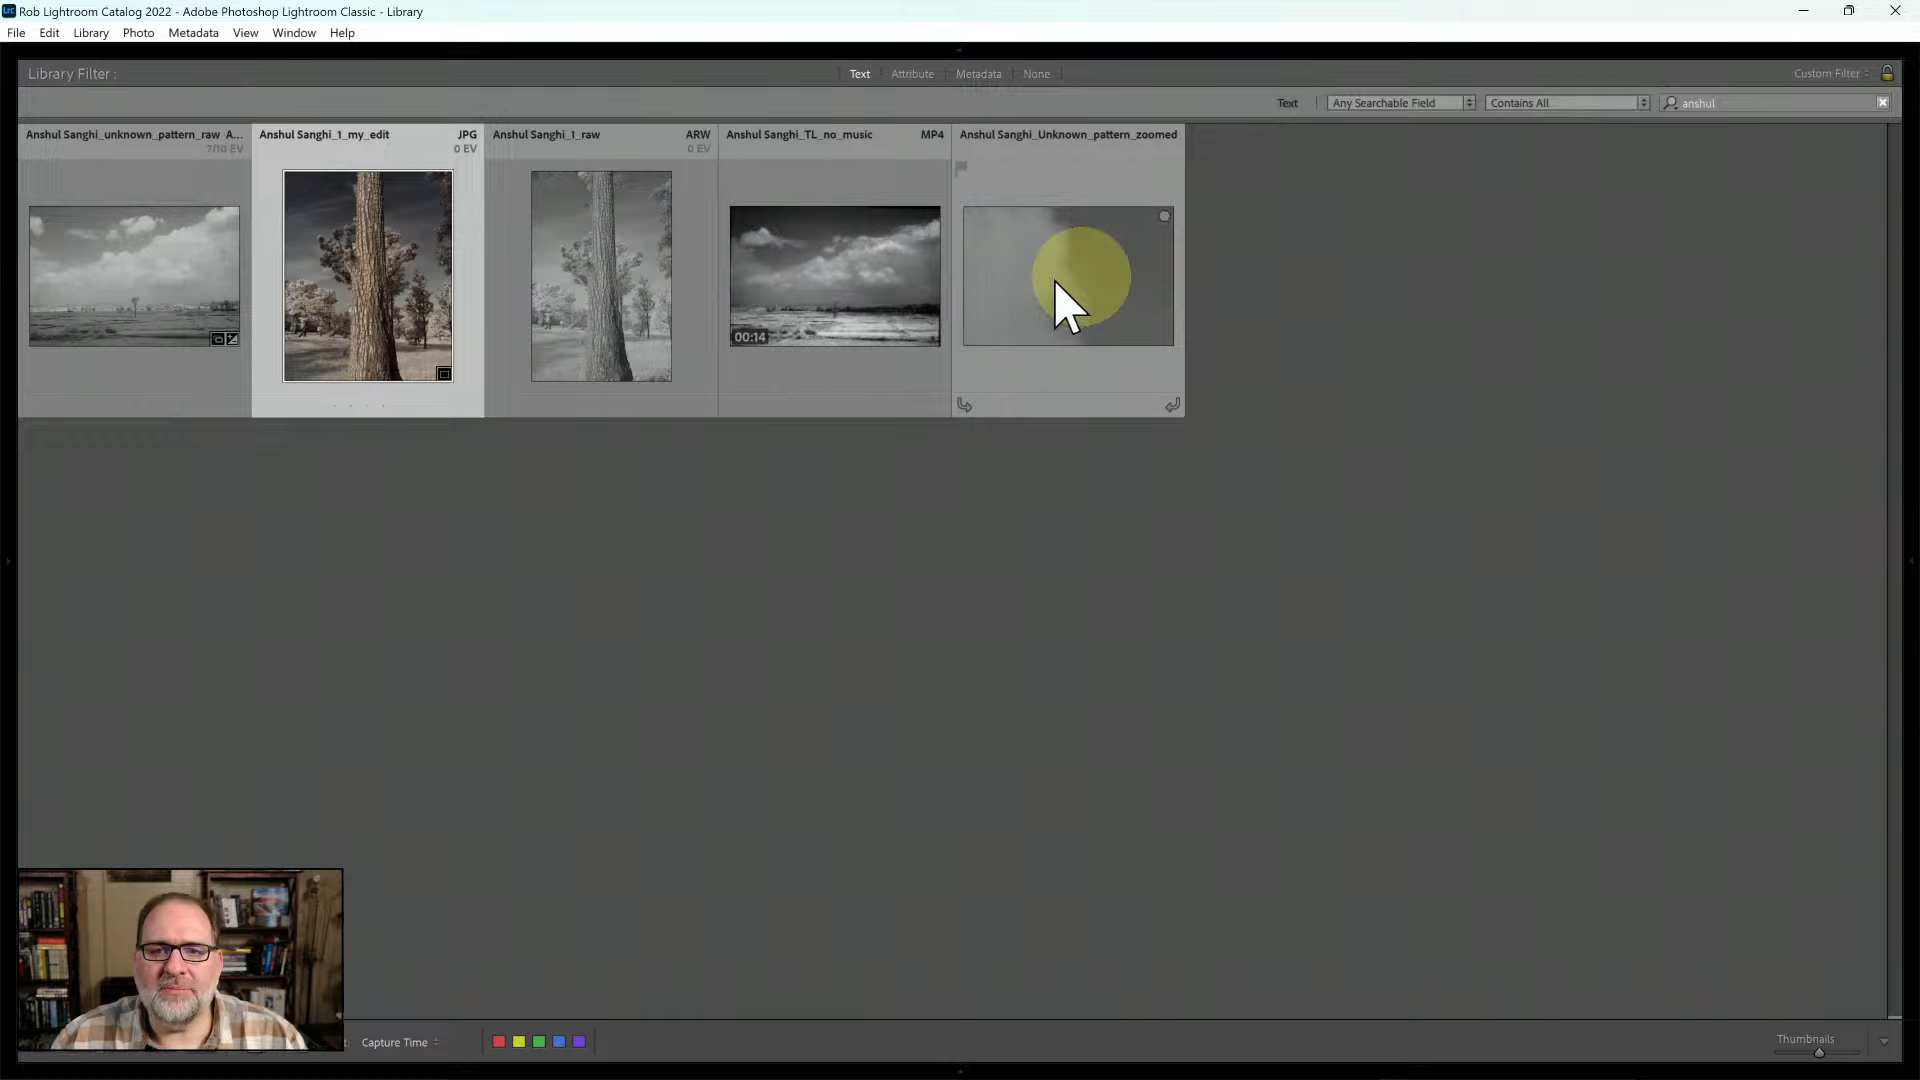 Rob Lightroom Catalog 2022 - Adobe Photoshop Lightroom Classic - Library
File Edit Library Photo Metadata View Window Help
Library Filter : Text Attribute Metadata None Custom Filter
Text Any Searchable Field Contains All anshul
Anshul Sanghi_unknown_pattern_raw A... Anshul Sanghi_1_my_edit JPG Anshul Sanghi_1_raw ARW Anshul Sanghi_TL_no_music MP4 Anshul Sanghi_Unknown_pattern_zoomed
7/10 EV 0 EV 0 EV
00:14
Capture Time
Thumbnails